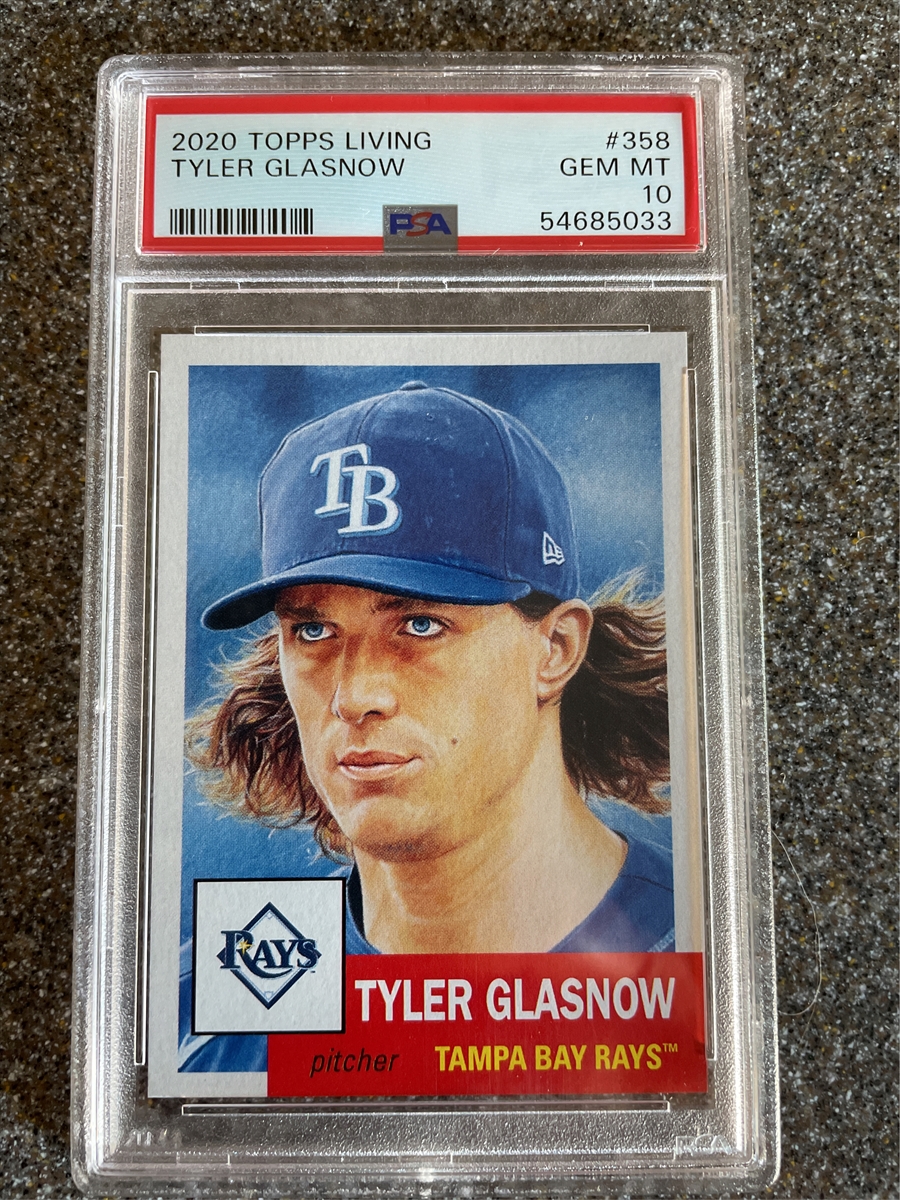 2020 TOPPS LIVING #358
TYLER GLASNOW GEM MT
10
PSA 54685033
TB
RAYS
TYLER GLASNOW
pitcher TAMPA BAY RAYS™